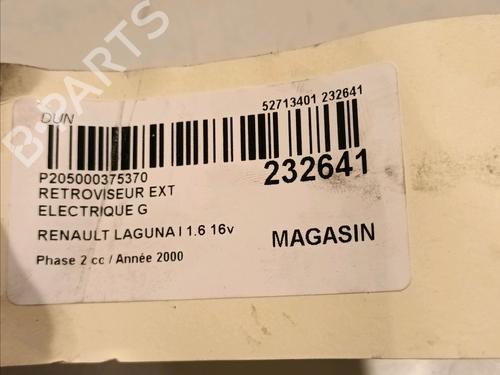 B-PARTS
DUN
52713401 232641
P205000375370
232641
RETROVISEUR EXT
ELECTRIQUE G
RENAULT LAGUNA I 1.6 16v
MAGASIN
Phase 2 cc / Année 2000